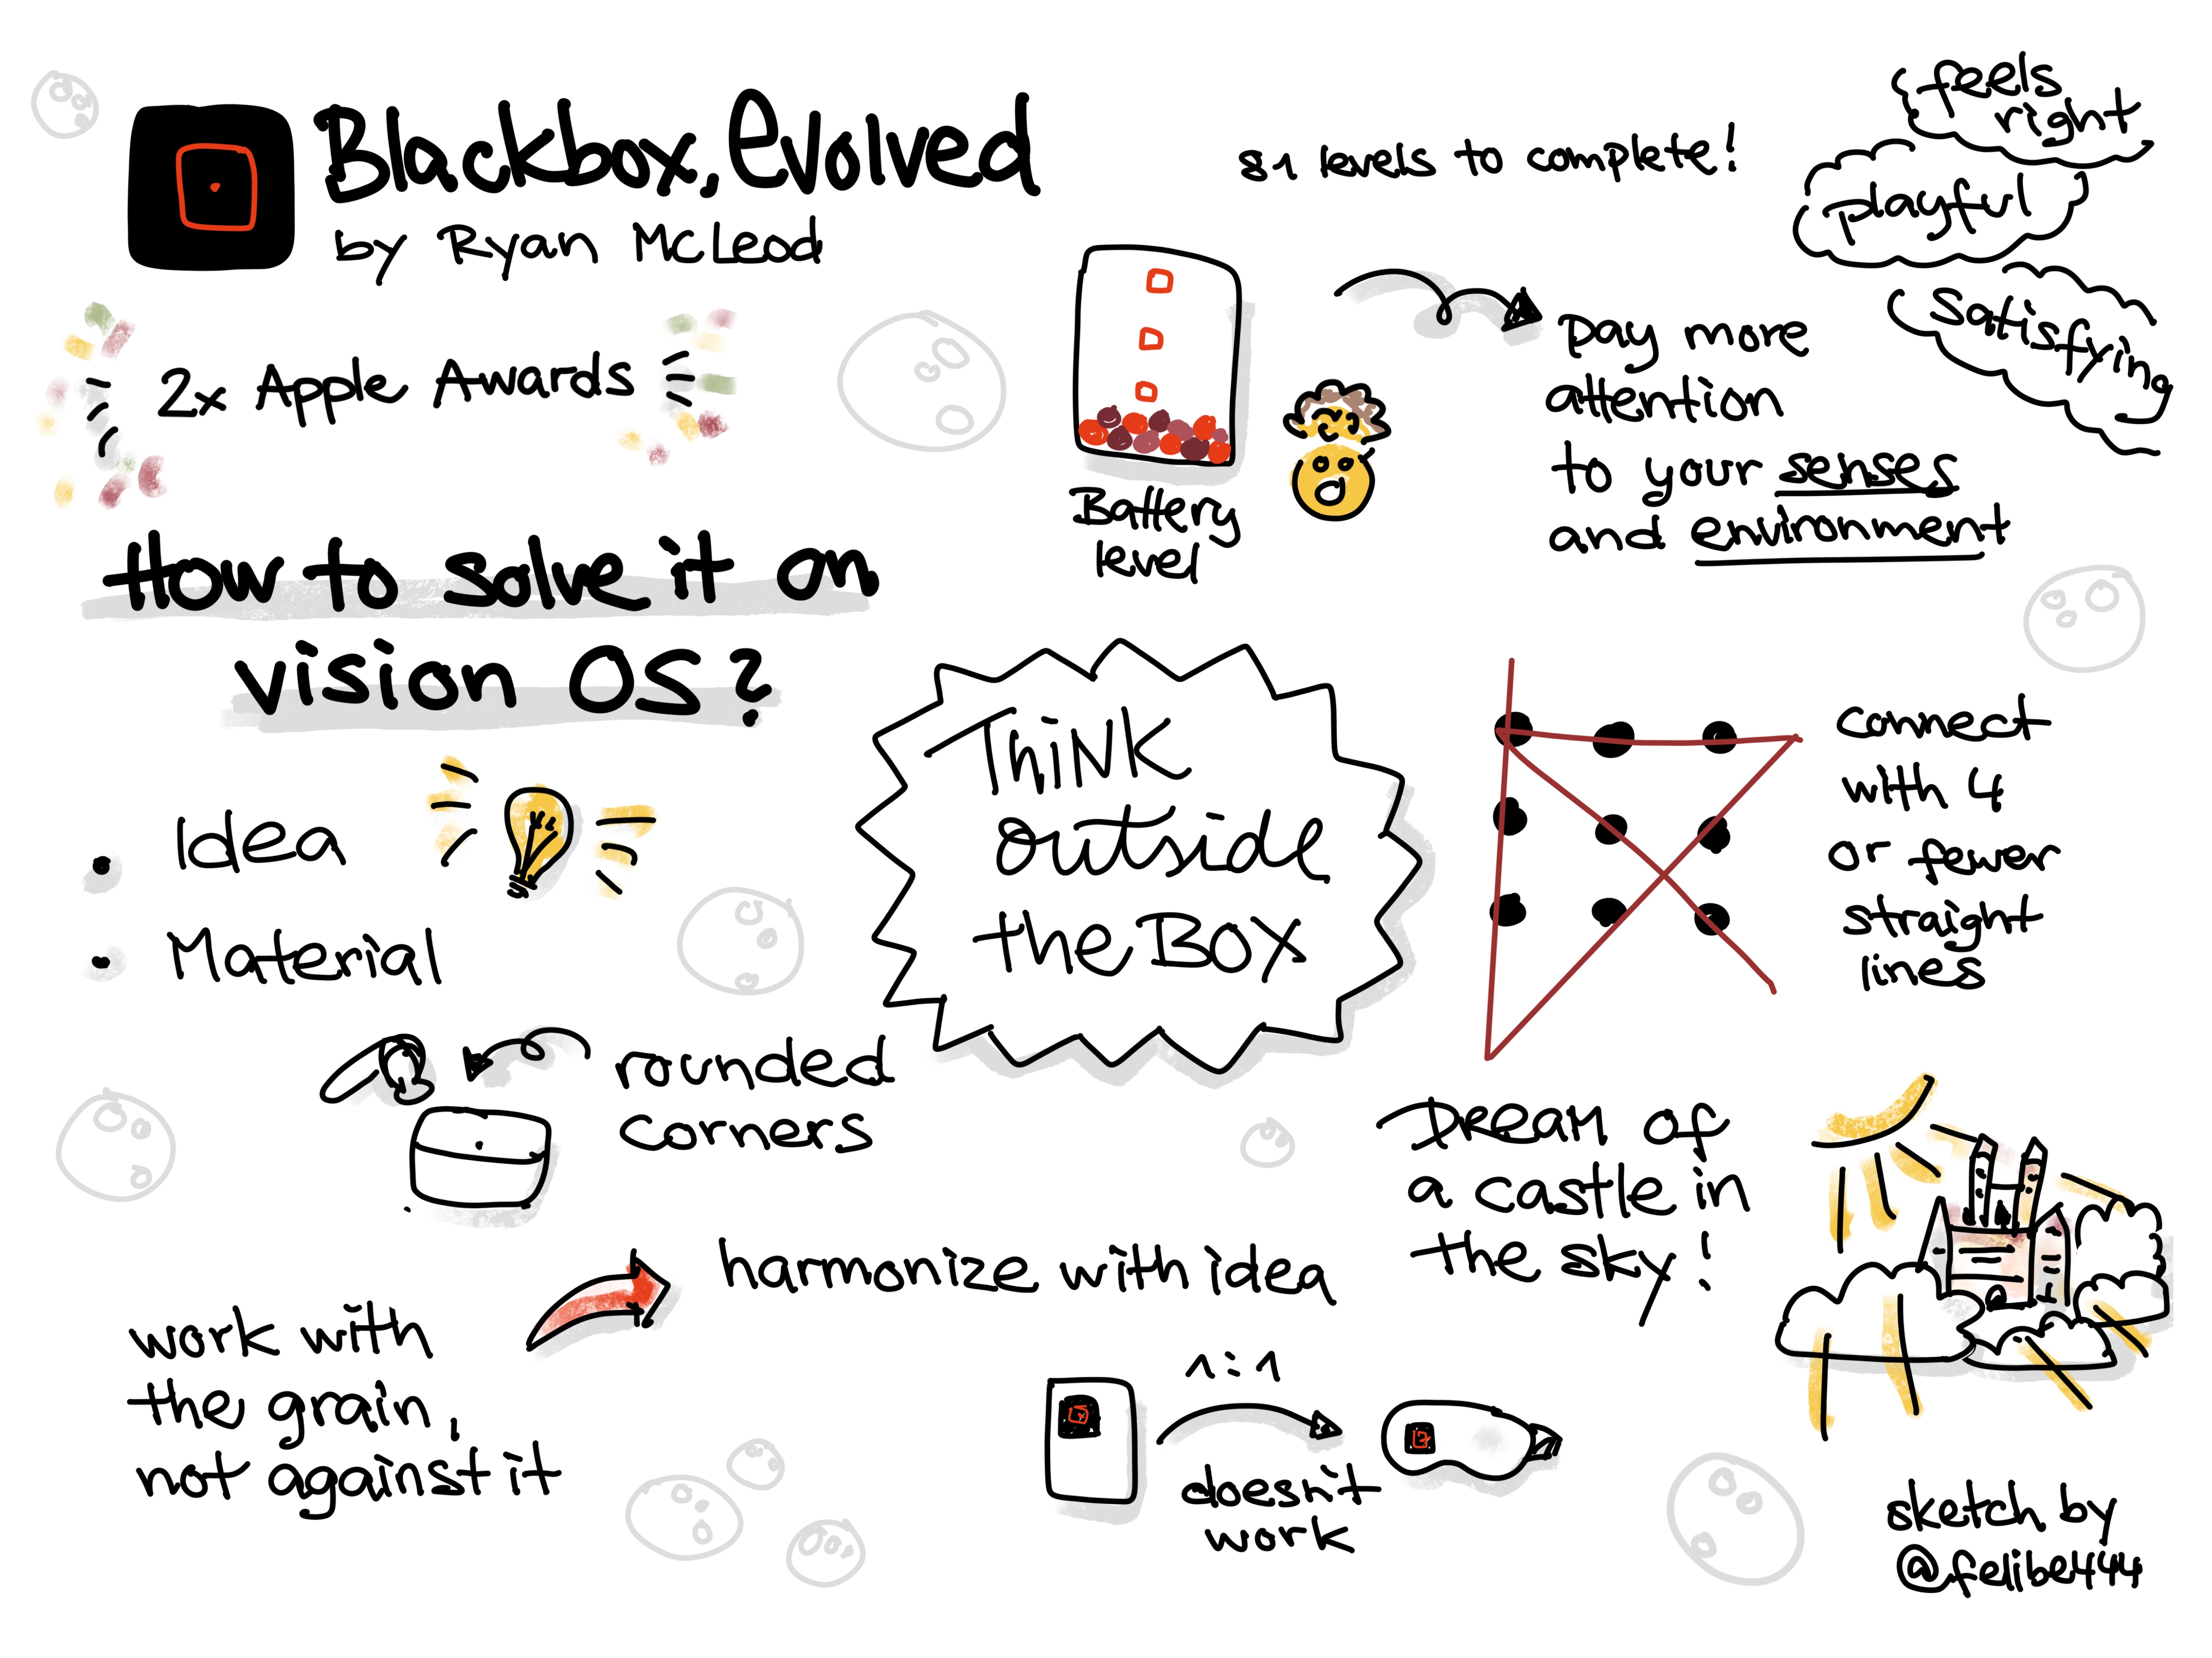 Blackbox, evolved
by Ryan McLeod
81 levels to complete!
feels
right
playful
satisfying
2x Apple Awards
Battery
level
pay more
attention
to your senses
and environment
How to solve it on
vision OS?
• Idea
• Material
rounded
corners
Think
outside
the BOX
connect
with 4
or fewer
straight
lines
work with
the grain,
not against it
harmonize with idea
Dream of
a castle in
the sky!
1:1
doesn't
work
sketch by
@felibe444